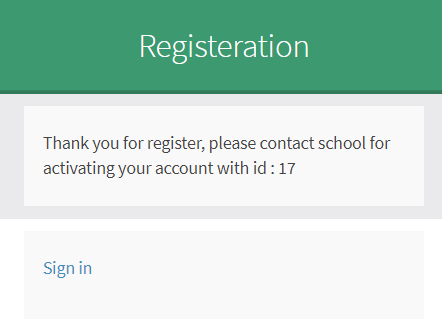 Registeration
Thank you for register, please contact school for
activating your account with id : 17
Sign in